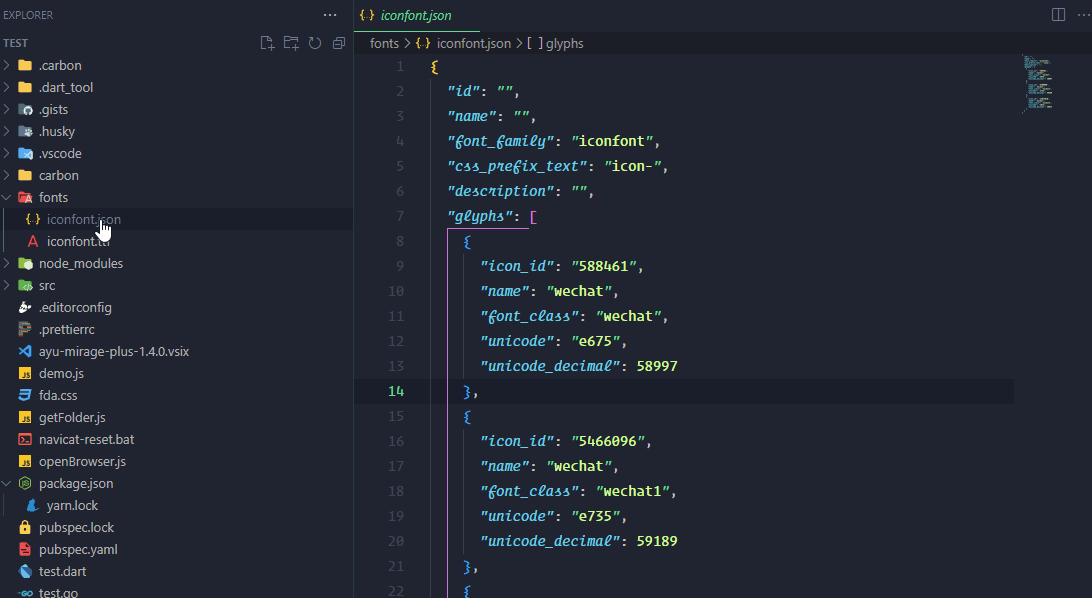 EXPLORER
TEST
.carbon
.dart_tool
.gists
.husky
.vscode
carbon
fonts
iconfont.json
iconfont.ttf
node_modules
src
.editorconfig
.prettierrc
ayu-mirage-plus-1.4.0.vsix
demo.js
fda.css
getFolder.js
navicat-reset.bat
openBrowser.js
package.json
yarn.lock
pubspec.lock
pubspec.yaml
test.dart
test.go
{..} iconfont.json
fonts > {..} iconfont.json > [ ] glyphs
1 {
2 "id": "",
3 "name": "",
4 "font_family": "iconfont",
5 "css_prefix_text": "icon-",
6 "description": "",
7 "glyphs": [
8 {
9 "icon_id": "588461",
10 "name": "wechat",
11 "font_class": "wechat",
12 "unicode": "e675",
13 "unicode_decimal": 58997
14 },
15 {
16 "icon_id": "5466096",
17 "name": "wechat",
18 "font_class": "wechat1",
19 "unicode": "e735",
20 "unicode_decimal": 59189
21 },
22 {